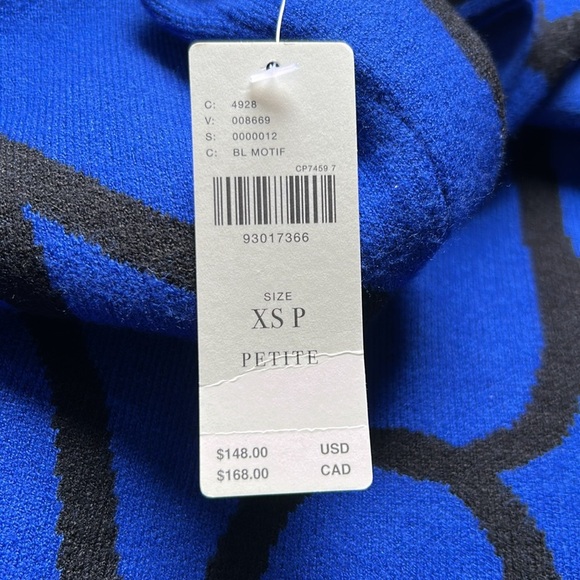 C: 4928
V: 008669
S: 0000012
C: BL MOTIF
CP7459 7
93017366
SIZE
XS P
PETITE
$148.00 USD
$168.00 CAD